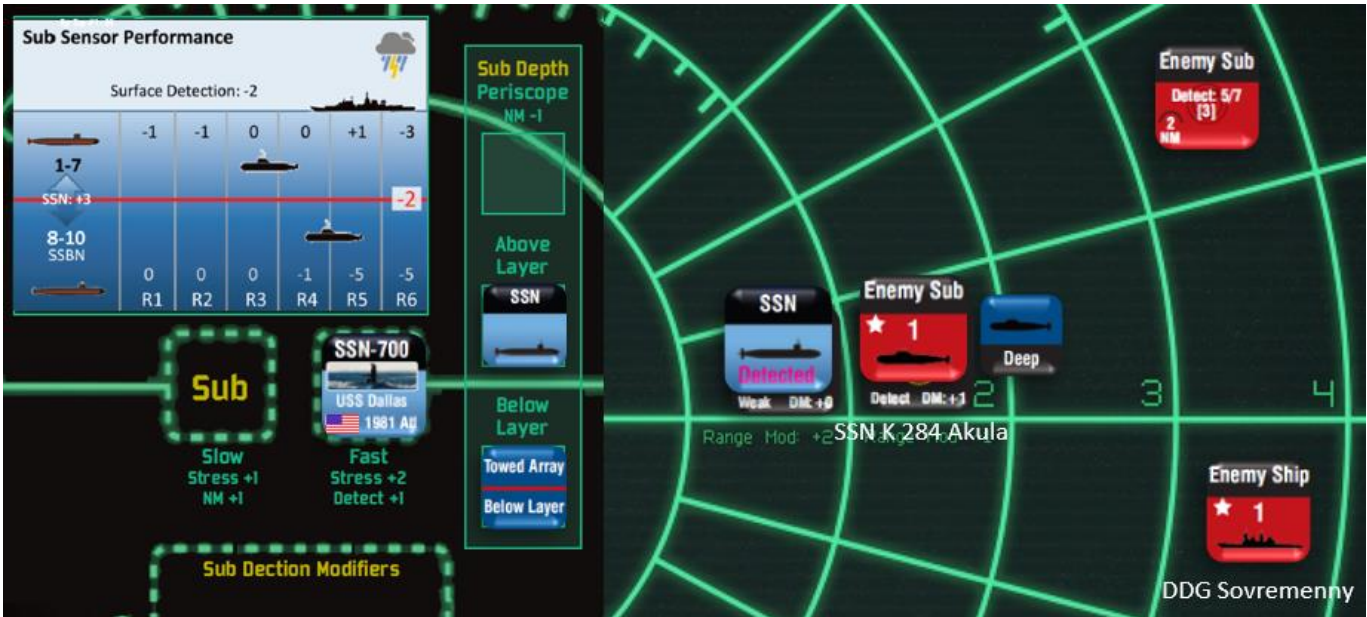 Sub Sensor Performance
Surface Detection: -2
-1 -1 0 0 +1 -3
1-7
SSN: +3
-2
8-10
SSBN
0 0 0 -1 -5 -5
R1 R2 R3 R4 R5 R6
Sub
Slow
Stress +1
NM +1
SSN-700
USS Dallas
1981
Fast
Stress +2
Detect +1
Sub Dection Modifiers
Sub Depth
Periscope
NM -1
Above
Layer
SSN
Below
Layer
Towed Array
Below Layer
SSN
Detected
Weak DM: +0
Range Mod: +2
Enemy Sub
1
Detect DM: +1
SSN K 284 Akula
Deep
2
3
4
Enemy Sub
Detect: 5/7
[3]
2
NM
Enemy Ship
1
DDG Sovremenny